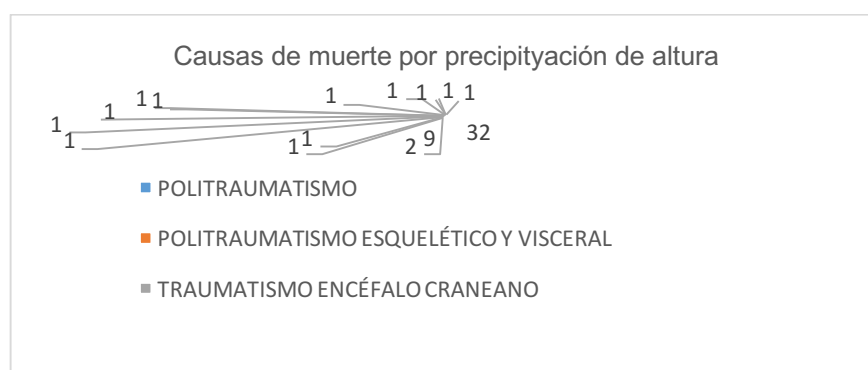 Causas de muerte por precipityación de altura
1 1 1 1 1
1 1
1
1
1
1 1 2 9 32
POLITRAUMATISMO
POLITRAUMATISMO ESQUELÉTICO Y VISCERAL
TRAUMATISMO ENCÉFALO CRANEANO